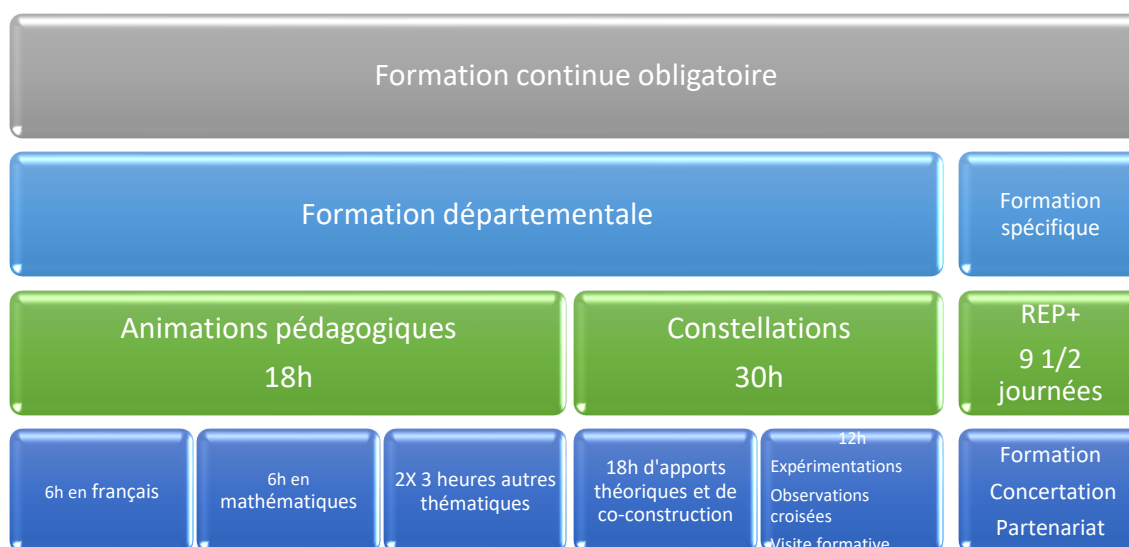 Formation continue obligatoire
Formation départementale
Formation
spécifique
Animations pédagogiques
18h
Constellations
30h
REP+
9 1/2
journées
6h en français
6h en
mathématiques
2X 3 heures autres
thématiques
18h d'apports
théoriques et de
co-construction
12h
Expérimentations
Observations
croisées
Visite formative
Formation
Concertation
Partenariat